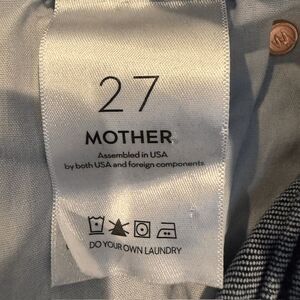 27
MOTHER
Assembled in USA
by both USA and foreign components
DO YOUR OWN LAUNDRY